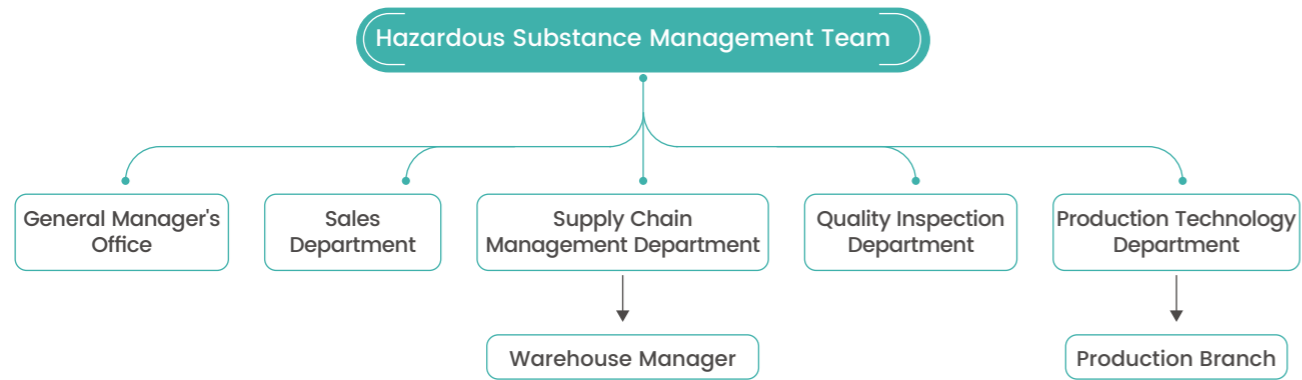 Hazardous Substance Management Team
General Manager's
Office
Sales
Department
Supply Chain
Management Department
Quality Inspection
Department
Production Technology
Department
Warehouse Manager
Production Branch